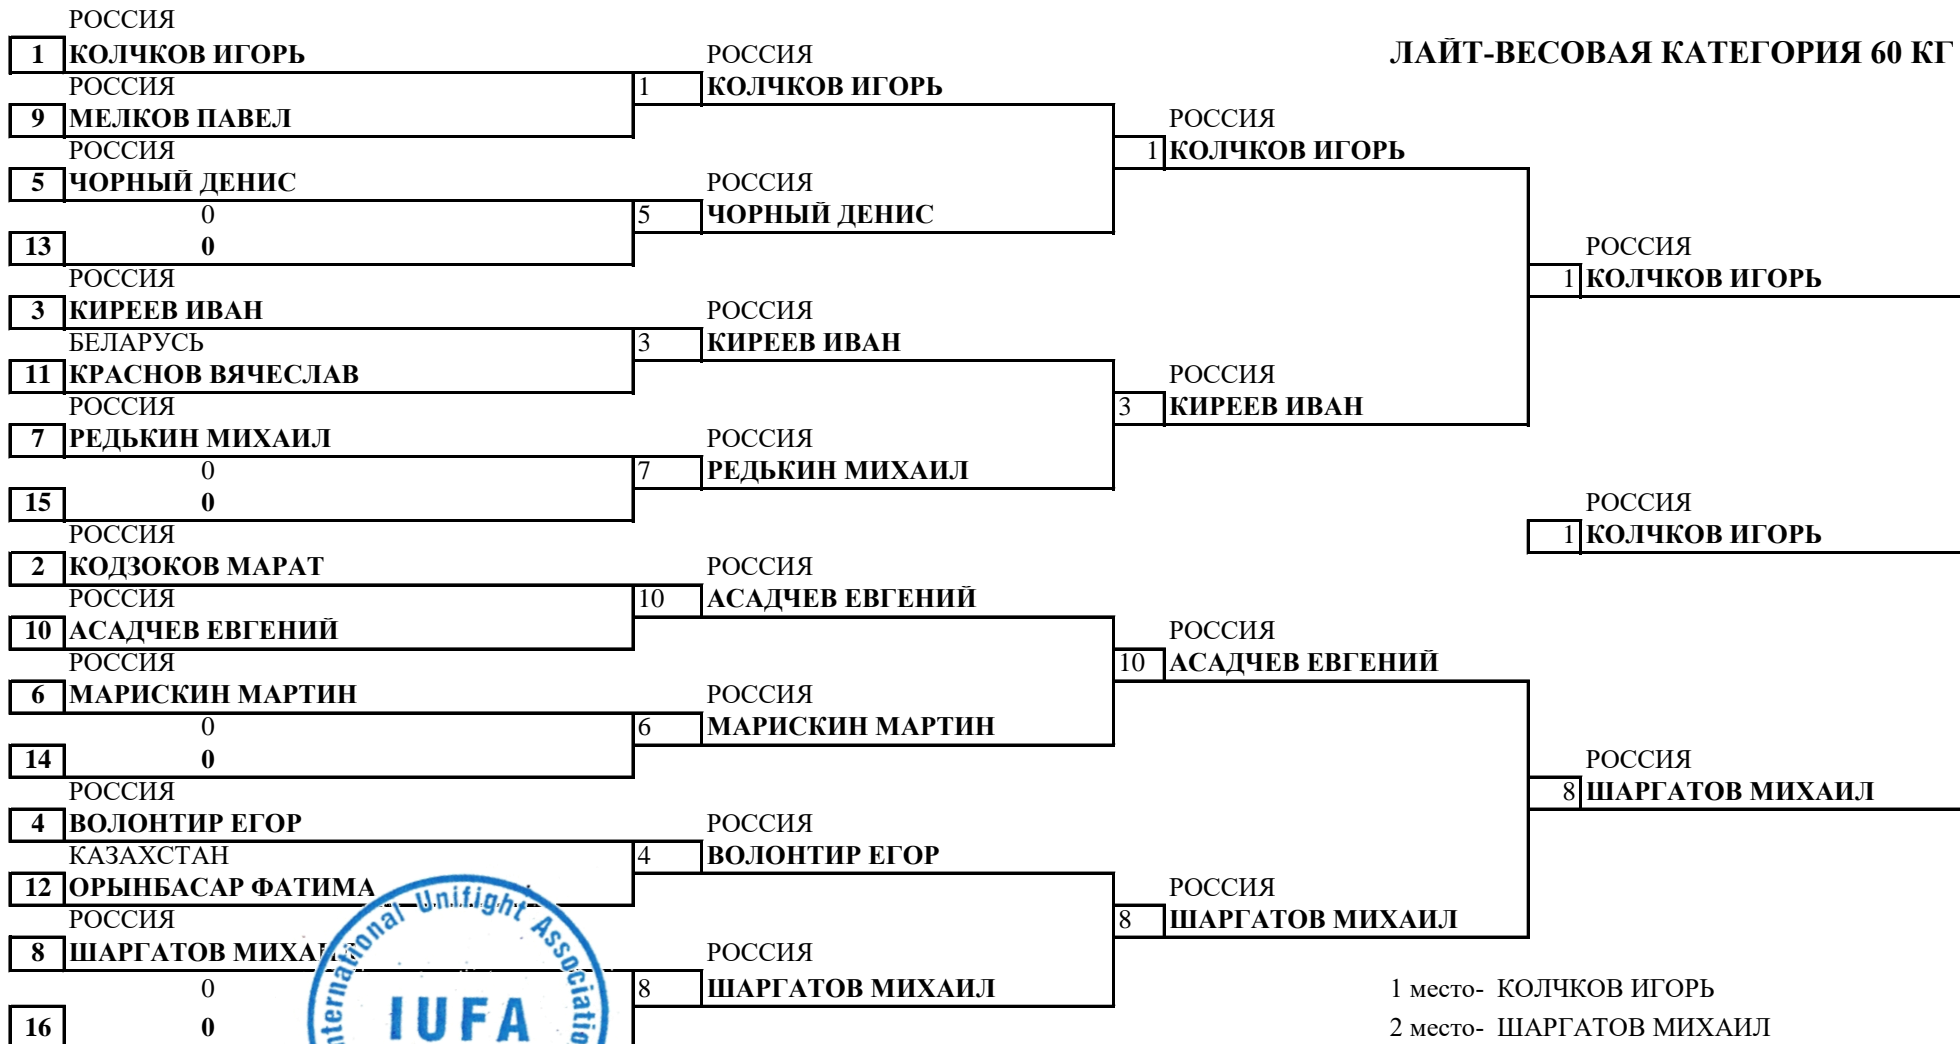 ЛАЙТ-ВЕСОВАЯ КАТЕГОРИЯ 60 КГ
РОССИЯ
1 КОЛЧКОВ ИГОРЬ
РОССИЯ
9 МЕЛКОВ ПАВЕЛ
РОССИЯ
5 ЧОРНЫЙ ДЕНИС
0
13 0
РОССИЯ
3 КИРЕЕВ ИВАН
БЕЛАРУСЬ
11 КРАСНОВ ВЯЧЕСЛАВ
РОССИЯ
7 РЕДЬКИН МИХАИЛ
0
15 0
РОССИЯ
2 КОДЗОКОВ МАРАТ
РОССИЯ
10 АСАДЧЕВ ЕВГЕНИЙ
РОССИЯ
6 МАРИСКИН МАРТИН
0
14 0
РОССИЯ
4 ВОЛОНТИР ЕГОР
КАЗАХСТАН
12 ОРЫНБАСАР ФАТИМА
РОССИЯ
8 ШАРГАТОВ МИХАИЛ
0
16 0
РОССИЯ
1 КОЛЧКОВ ИГОРЬ
РОССИЯ
5 ЧОРНЫЙ ДЕНИС
РОССИЯ
3 КИРЕЕВ ИВАН
РОССИЯ
7 РЕДЬКИН МИХАИЛ
РОССИЯ
10 АСАДЧЕВ ЕВГЕНИЙ
РОССИЯ
6 МАРИСКИН МАРТИН
РОССИЯ
4 ВОЛОНТИР ЕГОР
РОССИЯ
8 ШАРГАТОВ МИХАИЛ
РОССИЯ
1 КОЛЧКОВ ИГОРЬ
РОССИЯ
3 КИРЕЕВ ИВАН
РОССИЯ
10 АСАДЧЕВ ЕВГЕНИЙ
РОССИЯ
8 ШАРГАТОВ МИХАИЛ
РОССИЯ
1 КОЛЧКОВ ИГОРЬ
РОССИЯ
1 КОЛЧКОВ ИГОРЬ
РОССИЯ
8 ШАРГАТОВ МИХАИЛ
1 место- КОЛЧКОВ ИГОРЬ
2 место- ШАРГАТОВ МИХАИЛ
International Unifight Association
IUFA